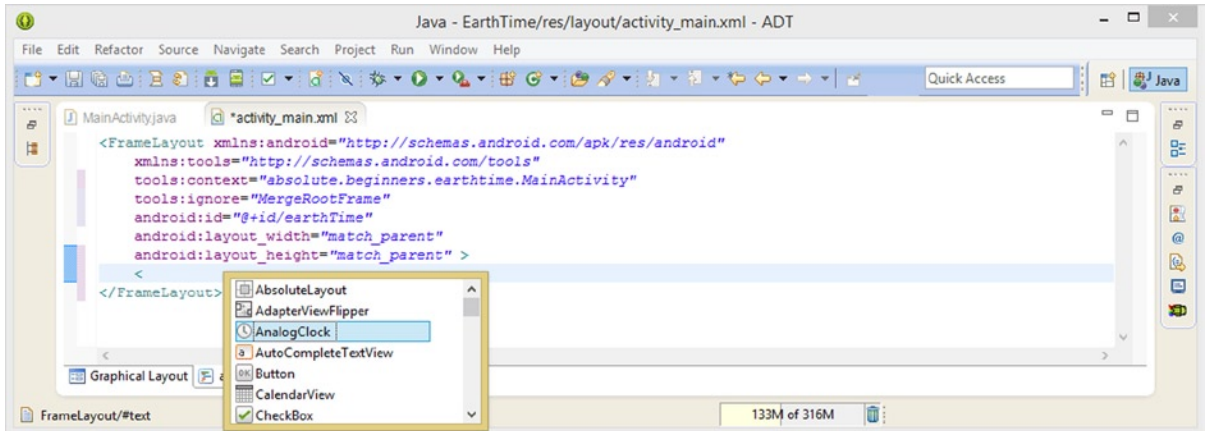 Java - EarthTime/res/layout/activity_main.xml - ADT
File Edit Refactor Source Navigate Search Project Run Window Help
Quick Access
Java
MainActivity.java
*activity_main.xml
<FrameLayout xmlns:android="http://schemas.android.com/apk/res/android"
xmlns:tools="http://schemas.android.com/tools"
tools:context="absolute.beginners.earthtime.MainActivity"
tools:ignore="MergeRootFrame"
android:id="@+id/earthTime"
android:layout_width="match_parent"
android:layout_height="match_parent" >
<
</FrameLayout>
AbsoluteLayout
AdapterViewFlipper
AnalogClock
AutoCompleteTextView
Button
CalendarView
CheckBox
Graphical Layout
FrameLayout/#text
133M of 316M